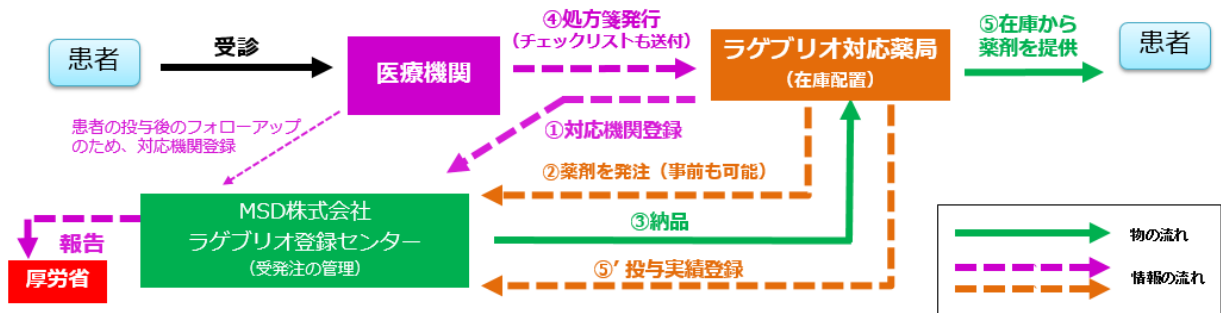 患者
受診
医療機関
④処方箋発行
（チェックリストも送付）
ラゲブリオ対応薬局
（在庫配置）
⑤在庫から
薬剤を提供
患者
患者の投与後のフォローアップ
のため、対応機関登録
①対応機関登録
②薬剤を発注（事前も可能）
MSD株式会社
ラゲブリオ登録センター
（受発注の管理）
③納品
⑤’投与実績登録
報告
厚労省
物の流れ
情報の流れ